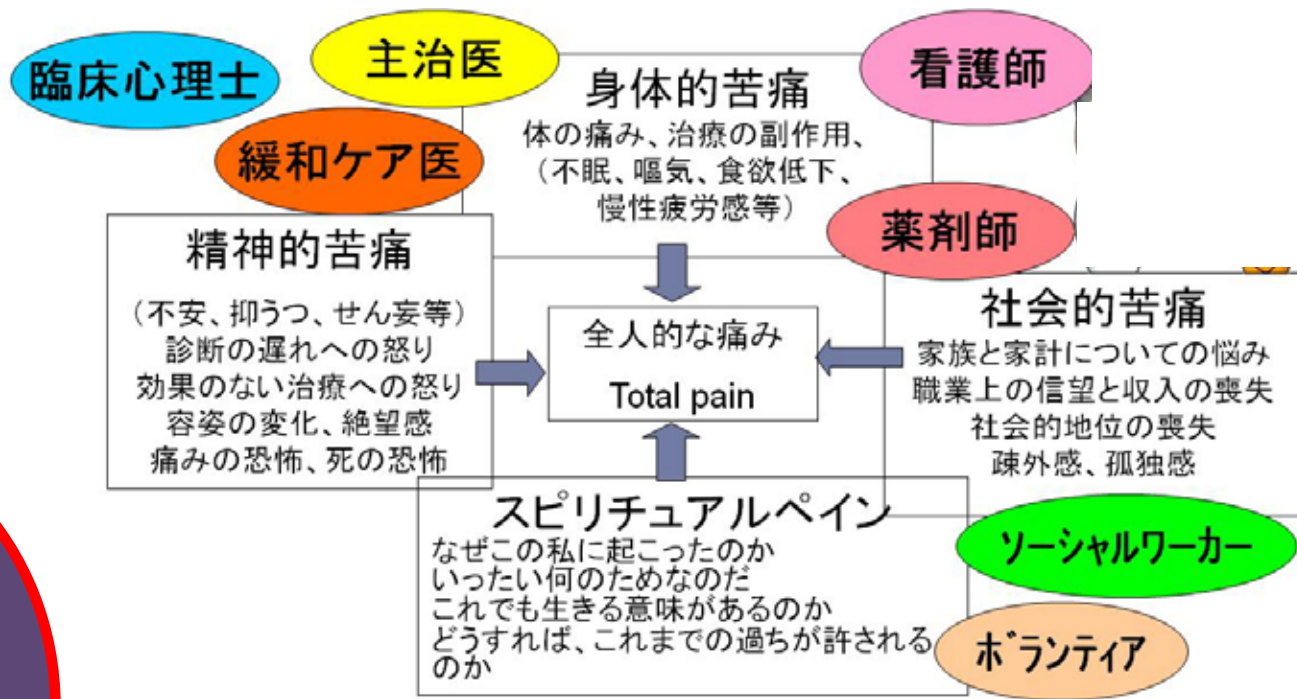 臨床心理士
主治医
緩和ケア医
看護師
薬剤師
身体的苦痛
体の痛み、治療の副作用、
（不眠、嘔気、食欲低下、
慢性疲労感等）
精神的苦痛
（不安、抑うつ、せん妄等）
診断の遅れへの怒り
効果のない治療への怒り
容姿の変化、絶望感
痛みの恐怖、死の恐怖
全人的な痛み
Total pain
社会的苦痛
家族と家計についての悩み
職業上の信望と収入の喪失
社会的地位の喪失
疎外感、孤独感
スピリチュアルペイン
なぜこの私に起こったのか
いったい何のためなのだ
これでも生きる意味があるのか
どうすれば、これまでの過ちが許される
のか
ソーシャルワーカー
ボランティア